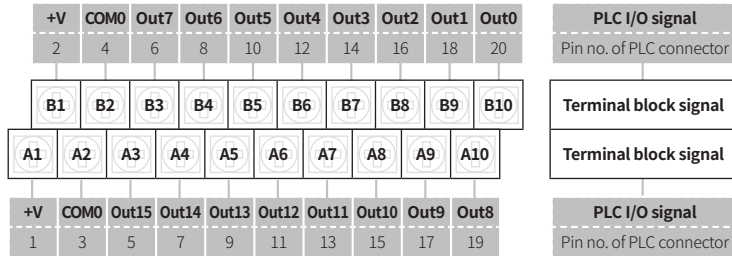 +V COM0 Out7 Out6 Out5 Out4 Out3 Out2 Out1 Out0 PLC I/O signal
2 4 6 8 10 12 14 16 18 20 Pin no. of PLC connector
B1 B2 B3 B4 B5 B6 B7 B8 B9 B10 Terminal block signal
A1 A2 A3 A4 A5 A6 A7 A8 A9 A10 Terminal block signal
+V COM0 Out15 Out14 Out13 Out12 Out11 Out10 Out9 Out8 PLC I/O signal
1 3 5 7 9 11 13 15 17 19 Pin no. of PLC connector